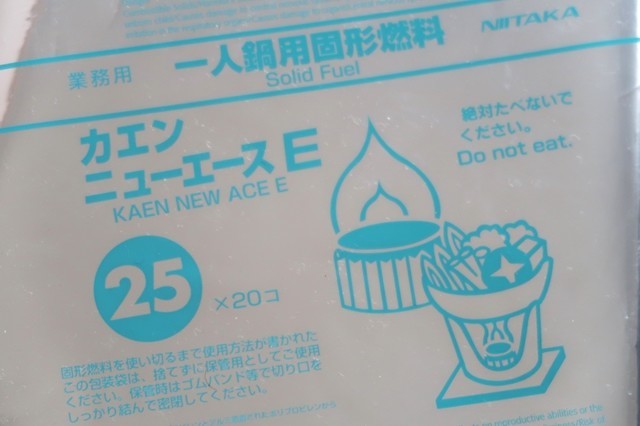 業務用
一人鍋用固形燃料
Solid Fuel
NIITAKA
カエン
ニューエースE
KAEN NEW ACE E
絶対たべないで
ください。
Do not eat.
25
×20コ
固形燃料を使い切るまで使用方法が書かれた
この包装袋は、捨てずに保管用としてご使用
ください。保管時はゴムバンド等で切り口を
しっかり結んで密閉してください。
reproductive abilities or the